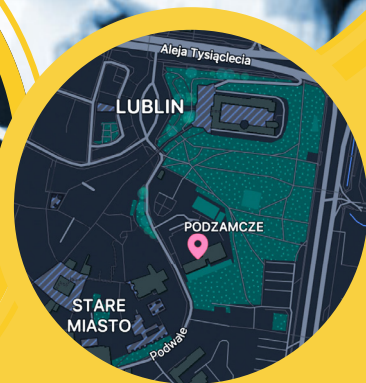 Aleja Tysiąclecia
LUBLIN
PODZAMCZE
STARE
MIASTO
Podwale